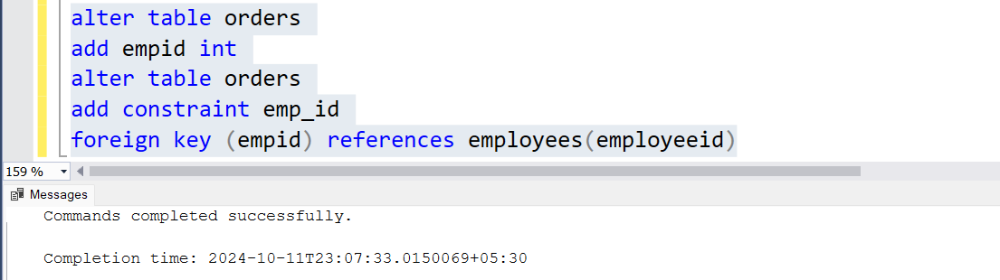 alter table orders
add empid int
alter table orders
add constraint emp_id
foreign key (empid) references employees(employeeid)
159 %
Messages
Commands completed successfully.
Completion time: 2024-10-11T23:07:33.0150069+05:30